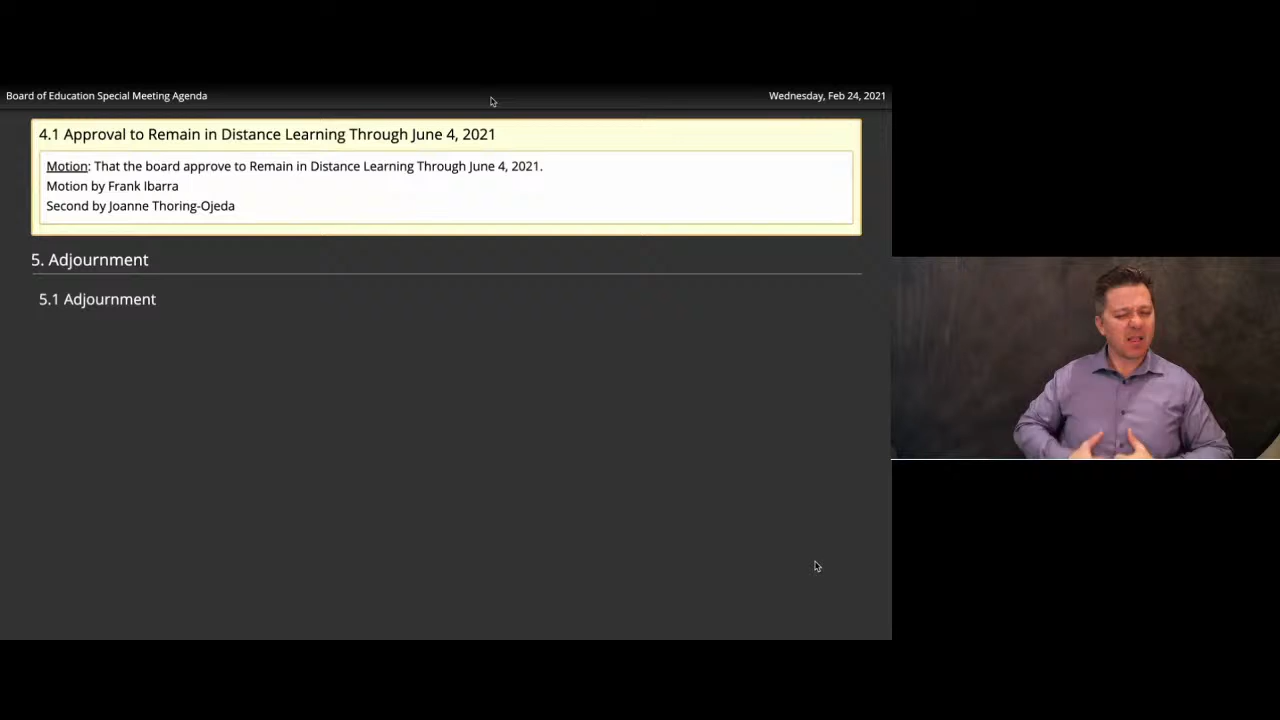 Board of Education Special Meeting Agenda
Wednesday, Feb 24, 2021
4.1 Approval to Remain in Distance Learning Through June 4, 2021
Motion: That the board approve to Remain in Distance Learning Through June 4, 2021.
Motion by Frank Ibarra
Second by Joanne Thoring-Ojeda
5. Adjournment
5.1 Adjournment